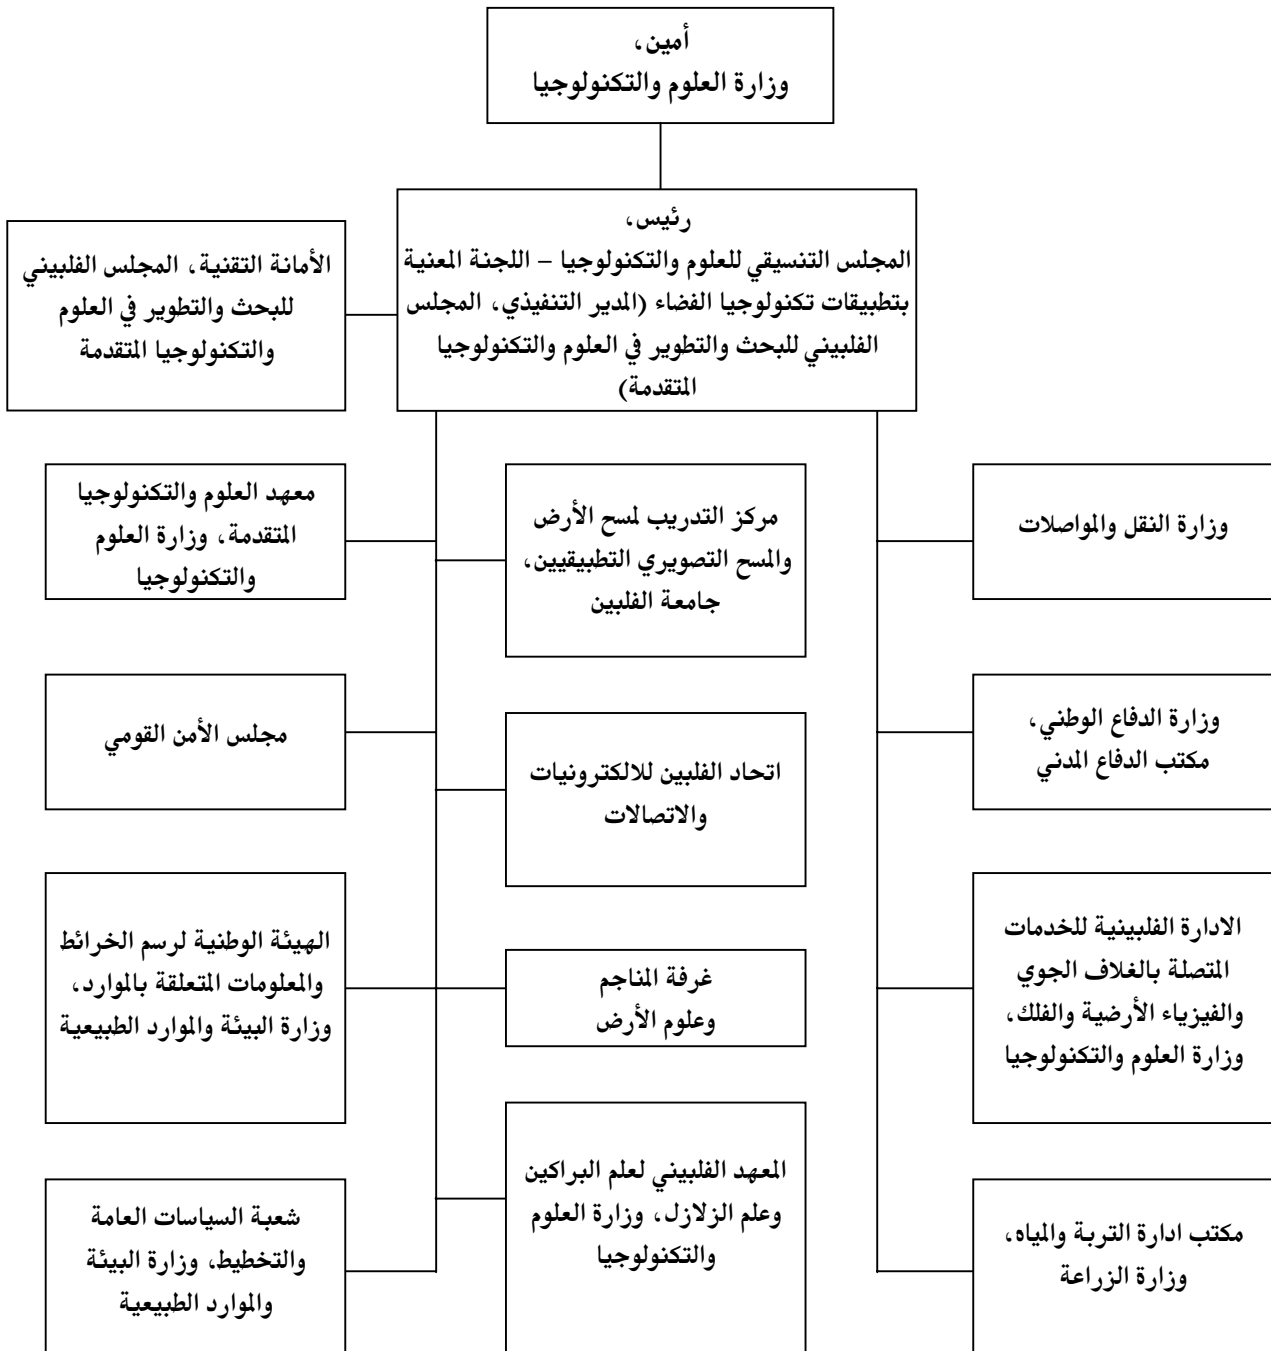 أمين،
وزارة العلوم والتكنولوجيا
رئيس،
المجلس التنسيقي للعلوم والتكنولوجيا – اللجنة المعنية
بتطبيقات تكنولوجيا الفضاء (المدير التنفيذي، المجلس
الفلبيني للبحث والتطوير في العلوم والتكنولوجيا
المتقدمة)
الأمانة التقنية، المجلس الفلبيني
للبحث والتطوير في العلوم
والتكنولوجيا المتقدمة
وزارة النقل والمواصلات
مركز التدريب لمسح الأرض
والمسح التصويري التطبيقيين،
جامعة الفلبين
معهد العلوم والتكنولوجيا
المتقدمة، وزارة العلوم
والتكنولوجيا
وزارة الدفاع الوطني،
مكتب الدفاع المدني
اتحاد الفلبين للالكترونيات
والاتصالات
مجلس الأمن القومي
الادارة الفلبينية للخدمات
المتصلة بالغلاف الجوي
والفيزياء الأرضية والفلك،
وزارة العلوم والتكنولوجيا
غرفة المناجم
وعلوم الأرض
الهيئة الوطنية لرسم الخرائط
والمعلومات المتعلقة بالموارد،
وزارة البيئة والموارد الطبيعية
مكتب ادارة التربة والمياه،
وزارة الزراعة
المعهد الفلبيني لعلم البراكين
وعلم الزلازل، وزارة العلوم
والتكنولوجيا
شعبة السياسات العامة
والتخطيط، وزارة البيئة
والموارد الطبيعية